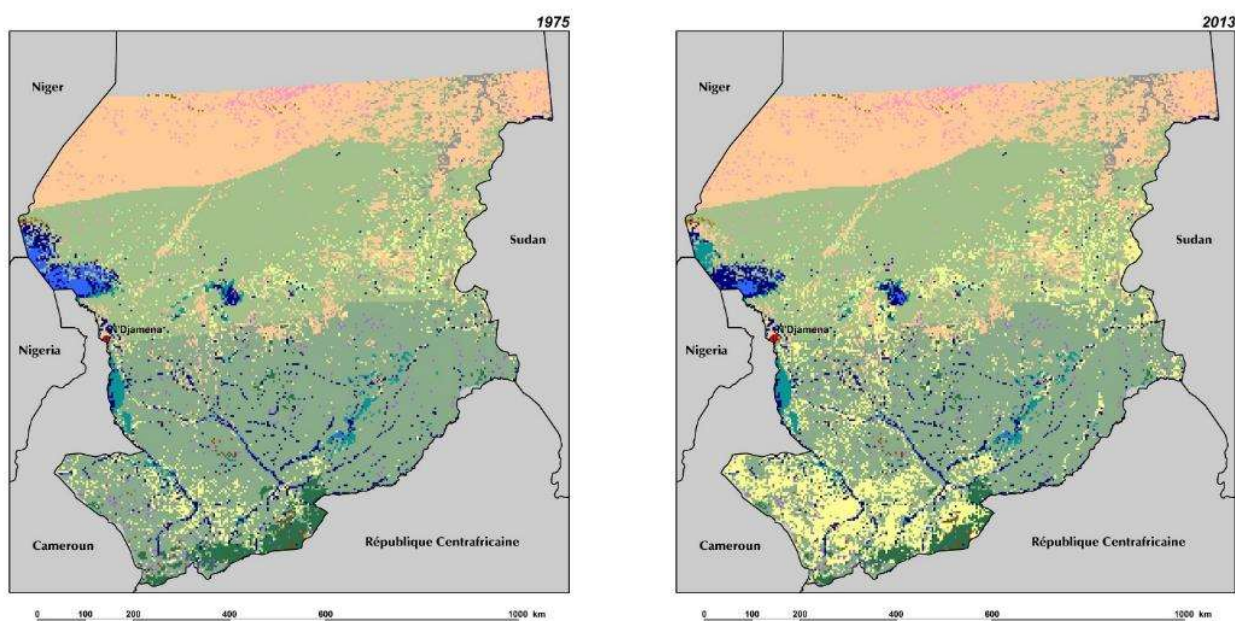 1975
Niger
Sudan
N'Djamena
Nigeria
Cameroun
République Centrafricaine
0 100 200 400 600 1000 km
2013
Niger
Sudan
N'Djamena
Nigeria
Cameroun
République Centrafricaine
0 100 200 400 600 1000 km